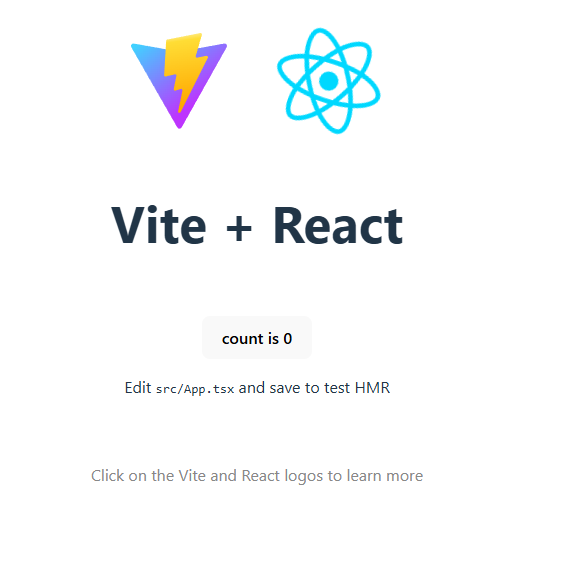 Vite + React
count is 0
Edit src/App.tsx and save to test HMR
Click on the Vite and React logos to learn more